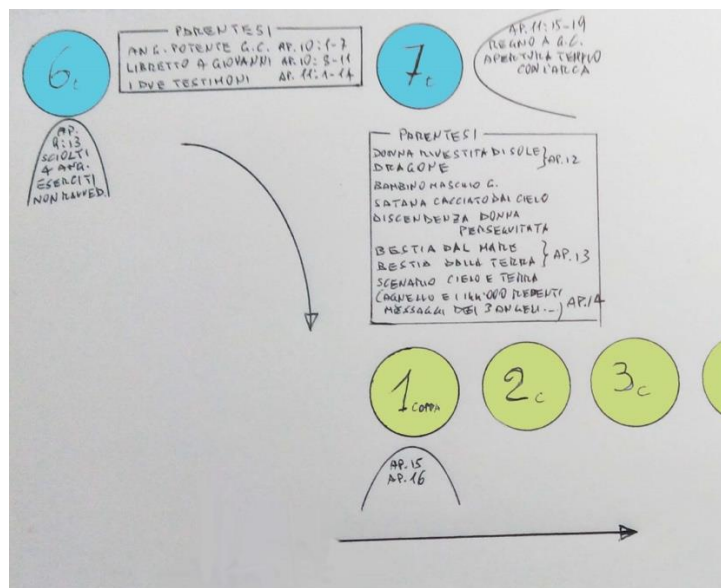 6 t
PARENTESI
ANG. POTENTE G.C. AP. 10:1-7
LIBRETTO A GIOVANNI AP. 10:8-11
I DUE TESTIMONI AP. 11:1-14
7 t
AP. 11:15-19
REGNO A G.C.
APERTURA TEMPIO
CON L'ARCA
AP.
9:13
SCIOLTI
4 ANG.
ESERCITI
NON RAVVED.
PARENTESI
DONNA RIVESTITA DI SOLE
DRAGONE
AP.12
BAMBINO MASCHIO G.
SATANA CACCIATO DAL CIELO
DISCENDENZA DONNA
PERSEGUITATA
BESTIA DAL MARE
BESTIA DALLA TERRA
AP.13
SCENARIO CIELO E TERRA
L'AGNELLO E I 144.000 REDENTI
MESSAGGI DEI 3 ANGELI...
AP.14
1 COPPA
2 C
3 C
AP.15
AP.16